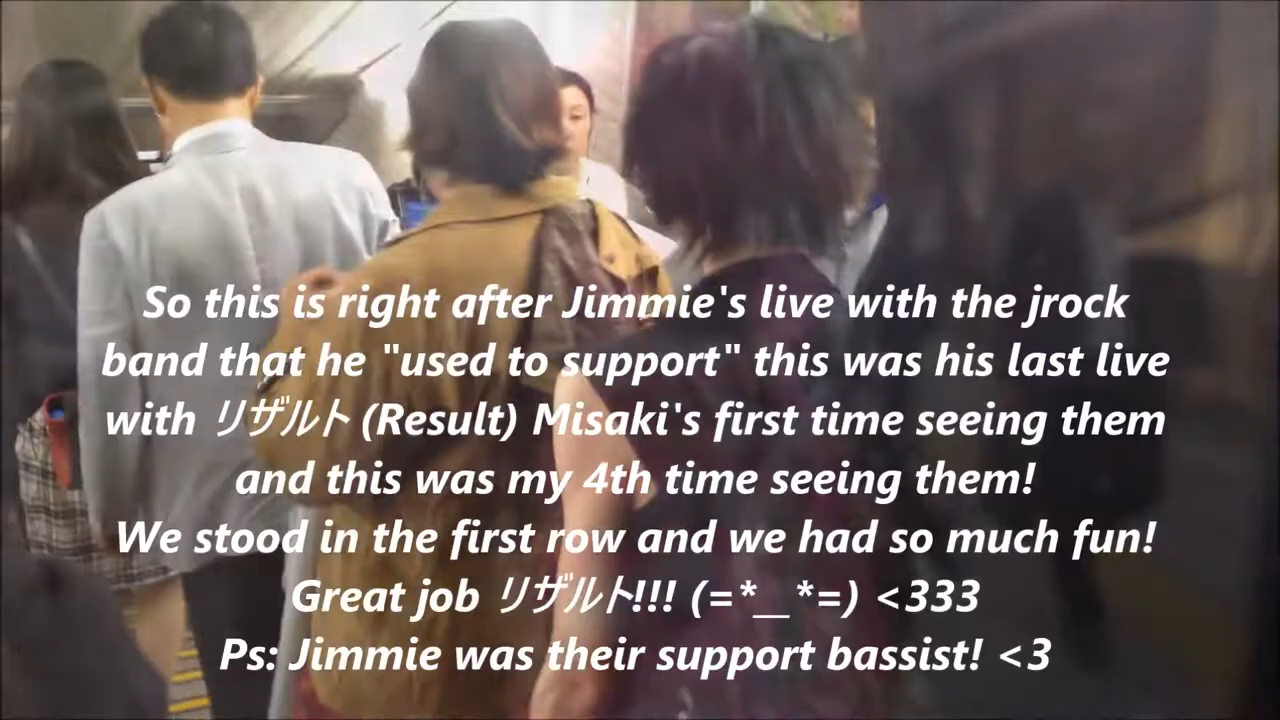 So this is right after Jimmie's live with the jrock
band that he "used to support" this was his last live
with リザルト (Result) Misaki's first time seeing them
and this was my 4th time seeing them!
We stood in the first row and we had so much fun!
Great job リザルト!!! (=*__*=) <333
Ps: Jimmie was their support bassist! <3